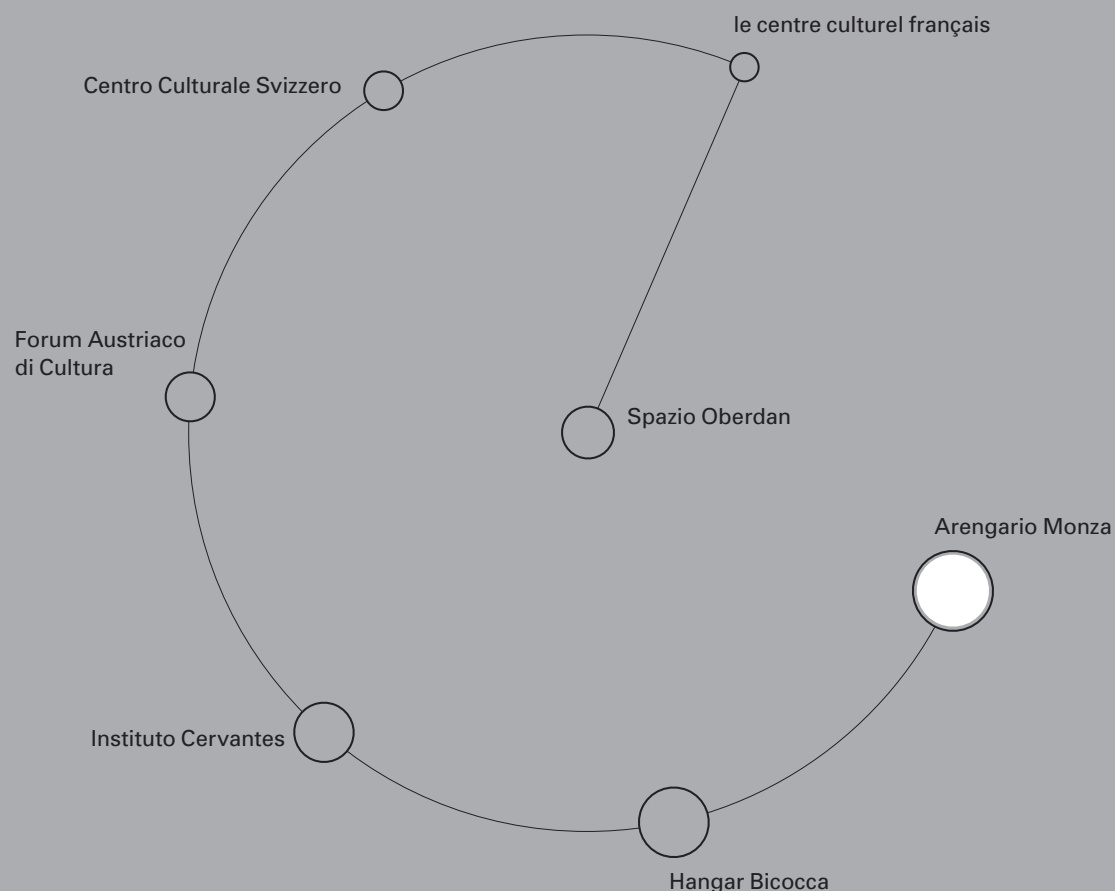 le centre culturel français
Centro Culturale Svizzero
Forum Austriaco
di Cultura
Spazio Oberdan
Arengario Monza
Instituto Cervantes
Hangar Bicocca